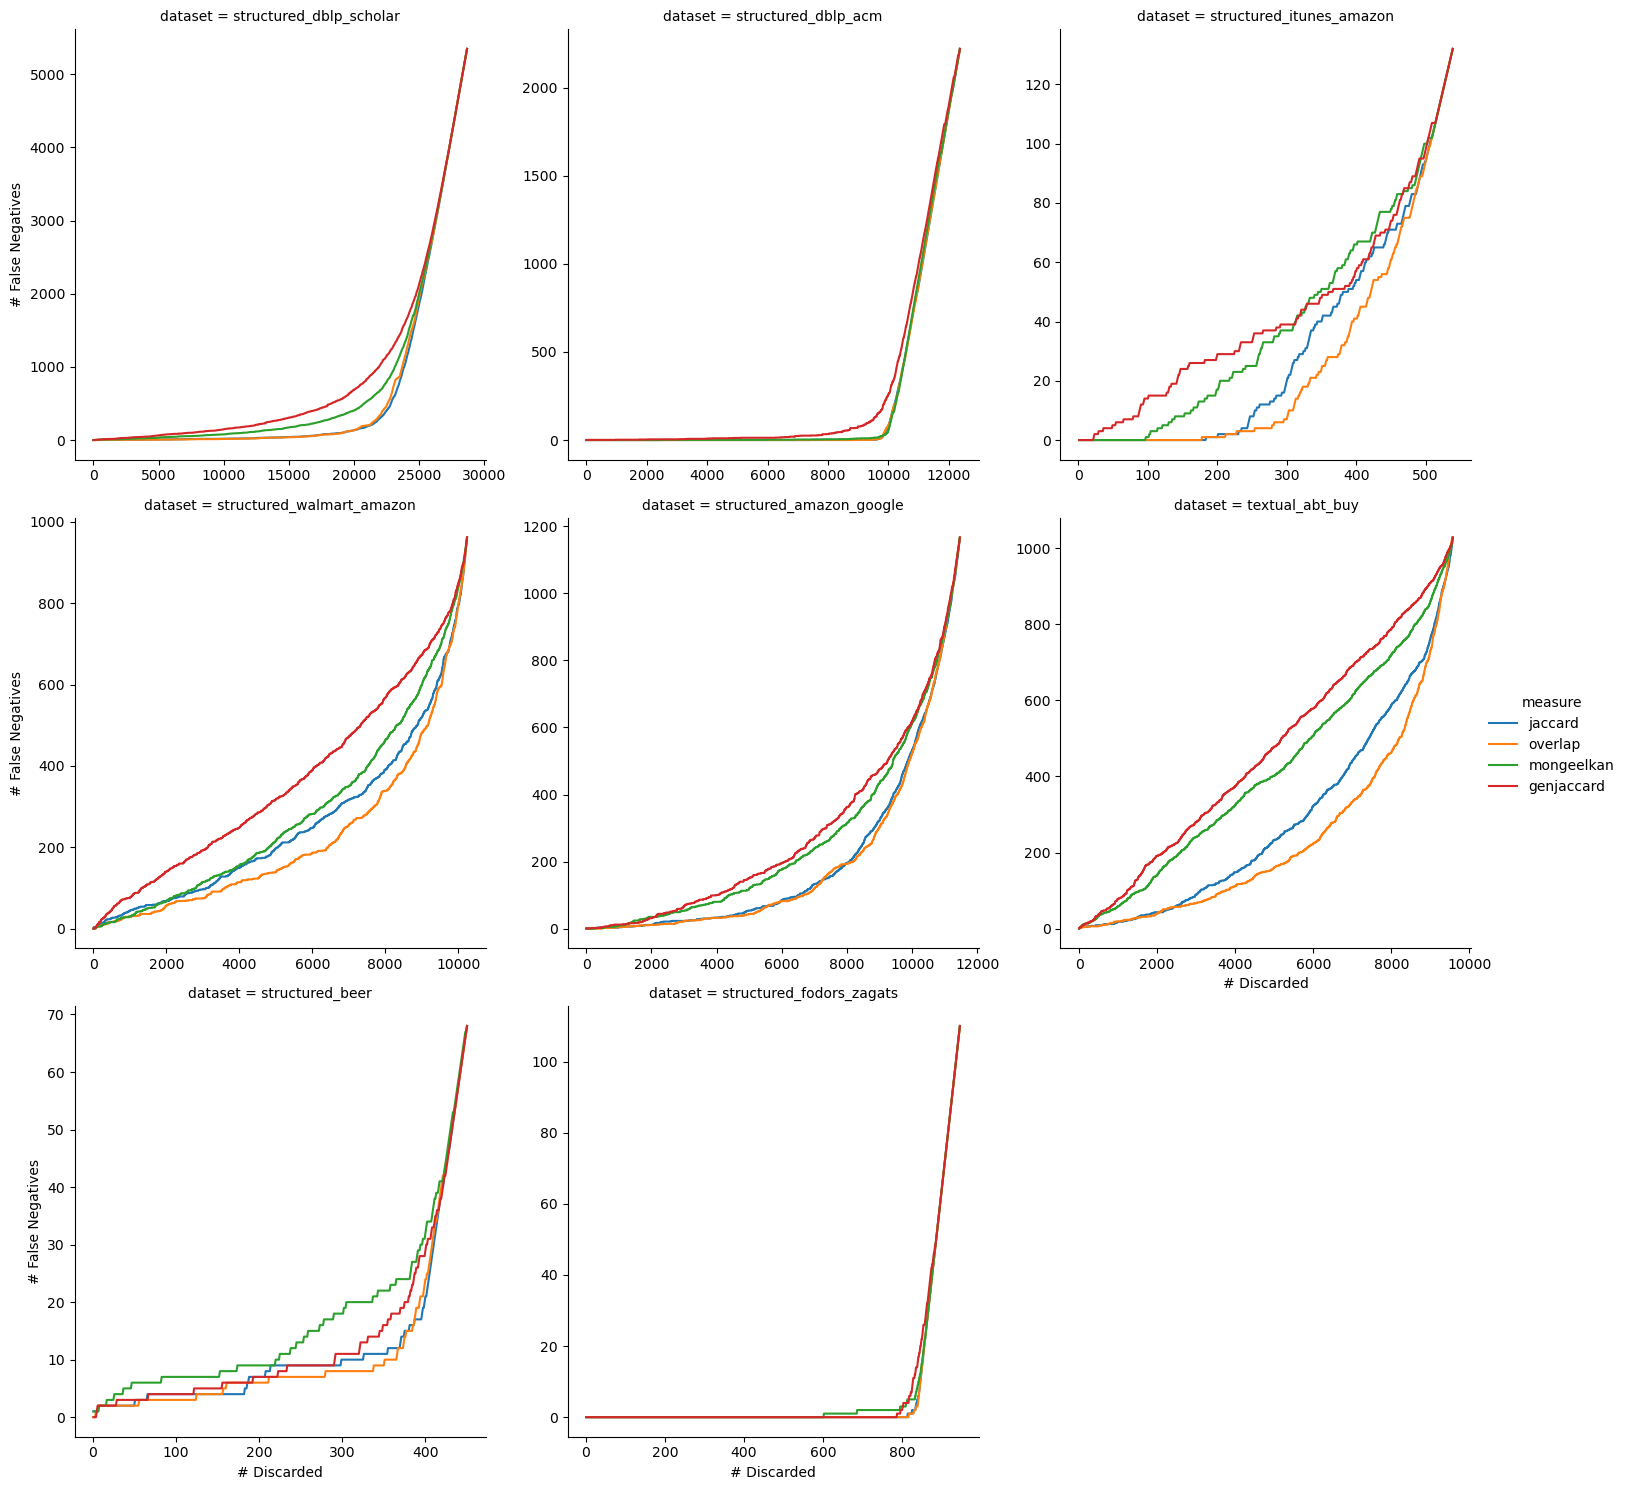 dataset = structured_dblp_scholar
# False Negatives
5000
4000
3000
2000
1000
0
0 5000 10000 15000 20000 25000 30000
dataset = structured_dblp_acm
2000
1500
1000
500
0
0 2000 4000 6000 8000 10000 12000
dataset = structured_itunes_amazon
120
100
80
60
40
20
0
0 100 200 300 400 500
dataset = structured_walmart_amazon
# False Negatives
1000
800
600
400
200
0
0 2000 4000 6000 8000 10000
dataset = structured_amazon_google
1200
1000
800
600
400
200
0
0 2000 4000 6000 8000 10000 12000
dataset = textual_abt_buy
1000
800
600
400
200
0
0 2000 4000 6000 8000 10000
# Discarded
measure
jaccard
overlap
mongeelkan
genjaccard
dataset = structured_beer
# False Negatives
70
60
50
40
30
20
10
0
0 100 200 300 400
# Discarded
dataset = structured_fodors_zagats
100
80
60
40
20
0
0 200 400 600 800
# Discarded